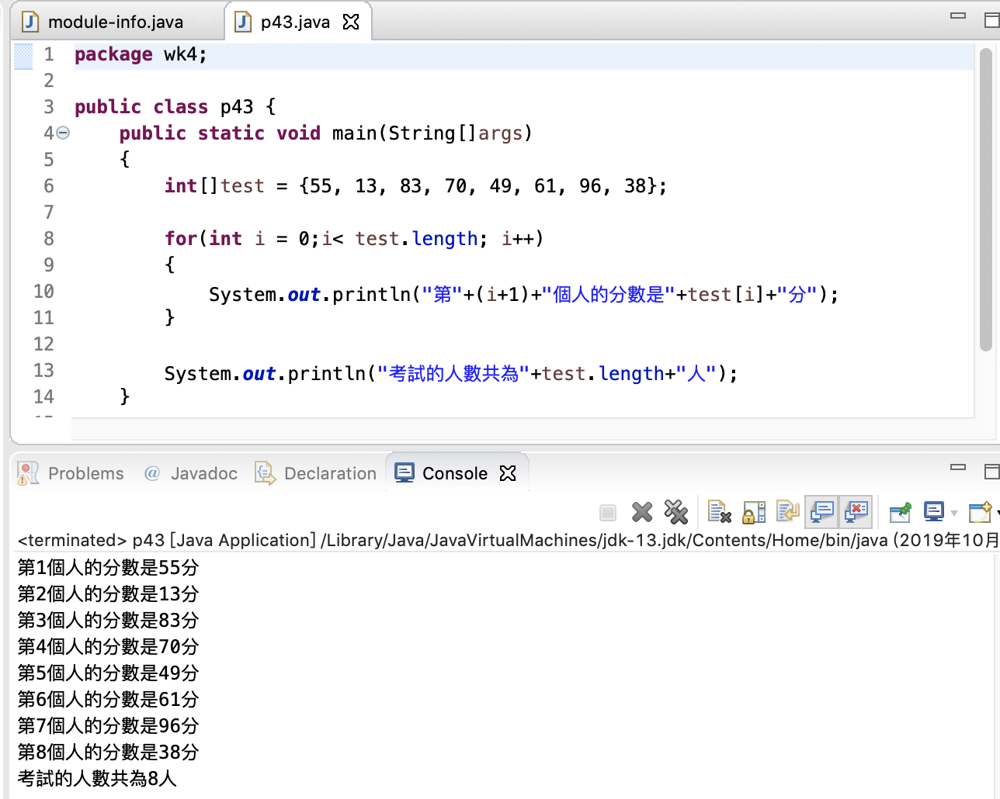 module-info.java p43.java
1 package wk4;
2
3 public class p43 {
4 public static void main(String[]args)
5 {
6 int[]test = {55, 13, 83, 70, 49, 61, 96, 38};
7
8 for(int i = 0;i< test.length; i++)
9 {
10 System.out.println("第"+(i+1)+"個人的分數是"+test[i]+"分");
11 }
12
13 System.out.println("考試的人數共為"+test.length+"人");
14 }
Problems @ Javadoc Declaration Console
<terminated> p43 [Java Application] /Library/Java/JavaVirtualMachines/jdk-13.jdk/Contents/Home/bin/java (2019年10月
第1個人的分數是55分
第2個人的分數是13分
第3個人的分數是83分
第4個人的分數是70分
第5個人的分數是49分
第6個人的分數是61分
第7個人的分數是96分
第8個人的分數是38分
考試的人數共為8人